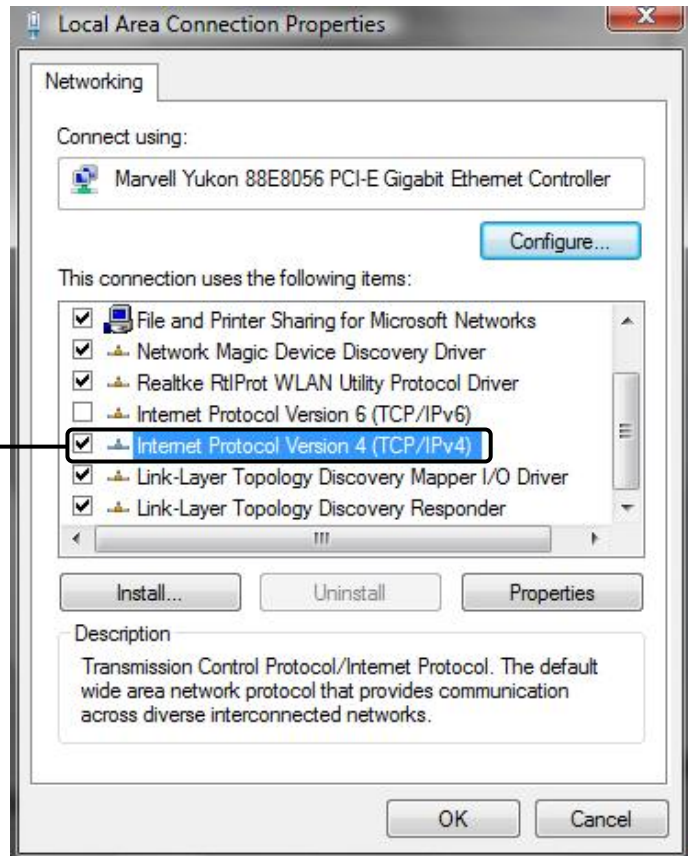 Local Area Connection Properties
Networking
Connect using:
Marvell Yukon 88E8056 PCI-E Gigabit Ethernet Controller
Configure...
This connection uses the following items:
File and Printer Sharing for Microsoft Networks
Network Magic Device Discovery Driver
Realtke RtlProt WLAN Utility Protocol Driver
Internet Protocol Version 6 (TCP/IPv6)
Internet Protocol Version 4 (TCP/IPv4)
Link-Layer Topology Discovery Mapper I/O Driver
Link-Layer Topology Discovery Responder
Install... Uninstall Properties
Description
Transmission Control Protocol/Internet Protocol. The default
wide area network protocol that provides communication
across diverse interconnected networks.
OK Cancel